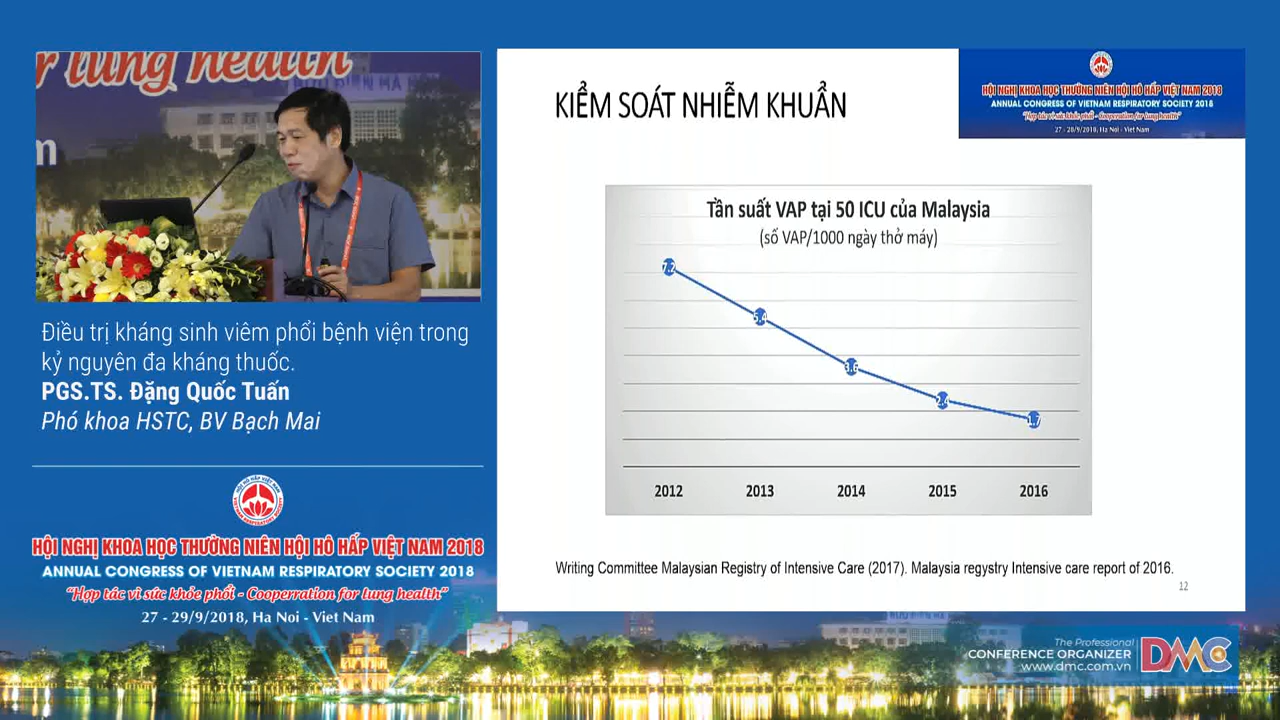 r lung health
m
Điều trị kháng sinh viêm phổi bệnh viện trong
kỷ nguyên đa kháng thuốc.
PGS.TS. Đặng Quốc Tuấn
Phó khoa HSTC, BV Bạch Mai
HỘI HÔ HẤP VIỆT NAM
HỘI NGHỊ KHOA HỌC THƯỜNG NIÊN HỘI HÔ HẤP VIỆT NAM 2018
ANNUAL CONGRESS OF VIETNAM RESPIRATORY SOCIETY 2018
"Hợp tác vì sức khỏe phổi - Cooperration for lung health"
27 - 29/9/2018, Ha Noi - Viet Nam
KIỂM SOÁT NHIỄM KHUẨN
HỘI NGHỊ KHOA HỌC THƯỜNG NIÊN HỘI HÔ HẤP VIỆT NAM 2018
ANNUAL CONGRESS OF VIETNAM RESPIRATORY SOCIETY 2018
"Hợp tác vì sức khỏe phổi - Cooperation for lung health"
27 - 29/9/2018, Ha Noi - Viet Nam
Tần suất VAP tại 50 ICU của Malaysia
(số VAP/1000 ngày thở máy)
7.2
5.4
3.6
2.4
1.7
2012 2013 2014 2015 2016
Writing Committee Malaysian Registry of Intensive Care (2017). Malaysia regystry Intensive care report of 2016.
12
The Professional
CONFERENCE ORGANIZER
www.dmc.com.vn
DMC